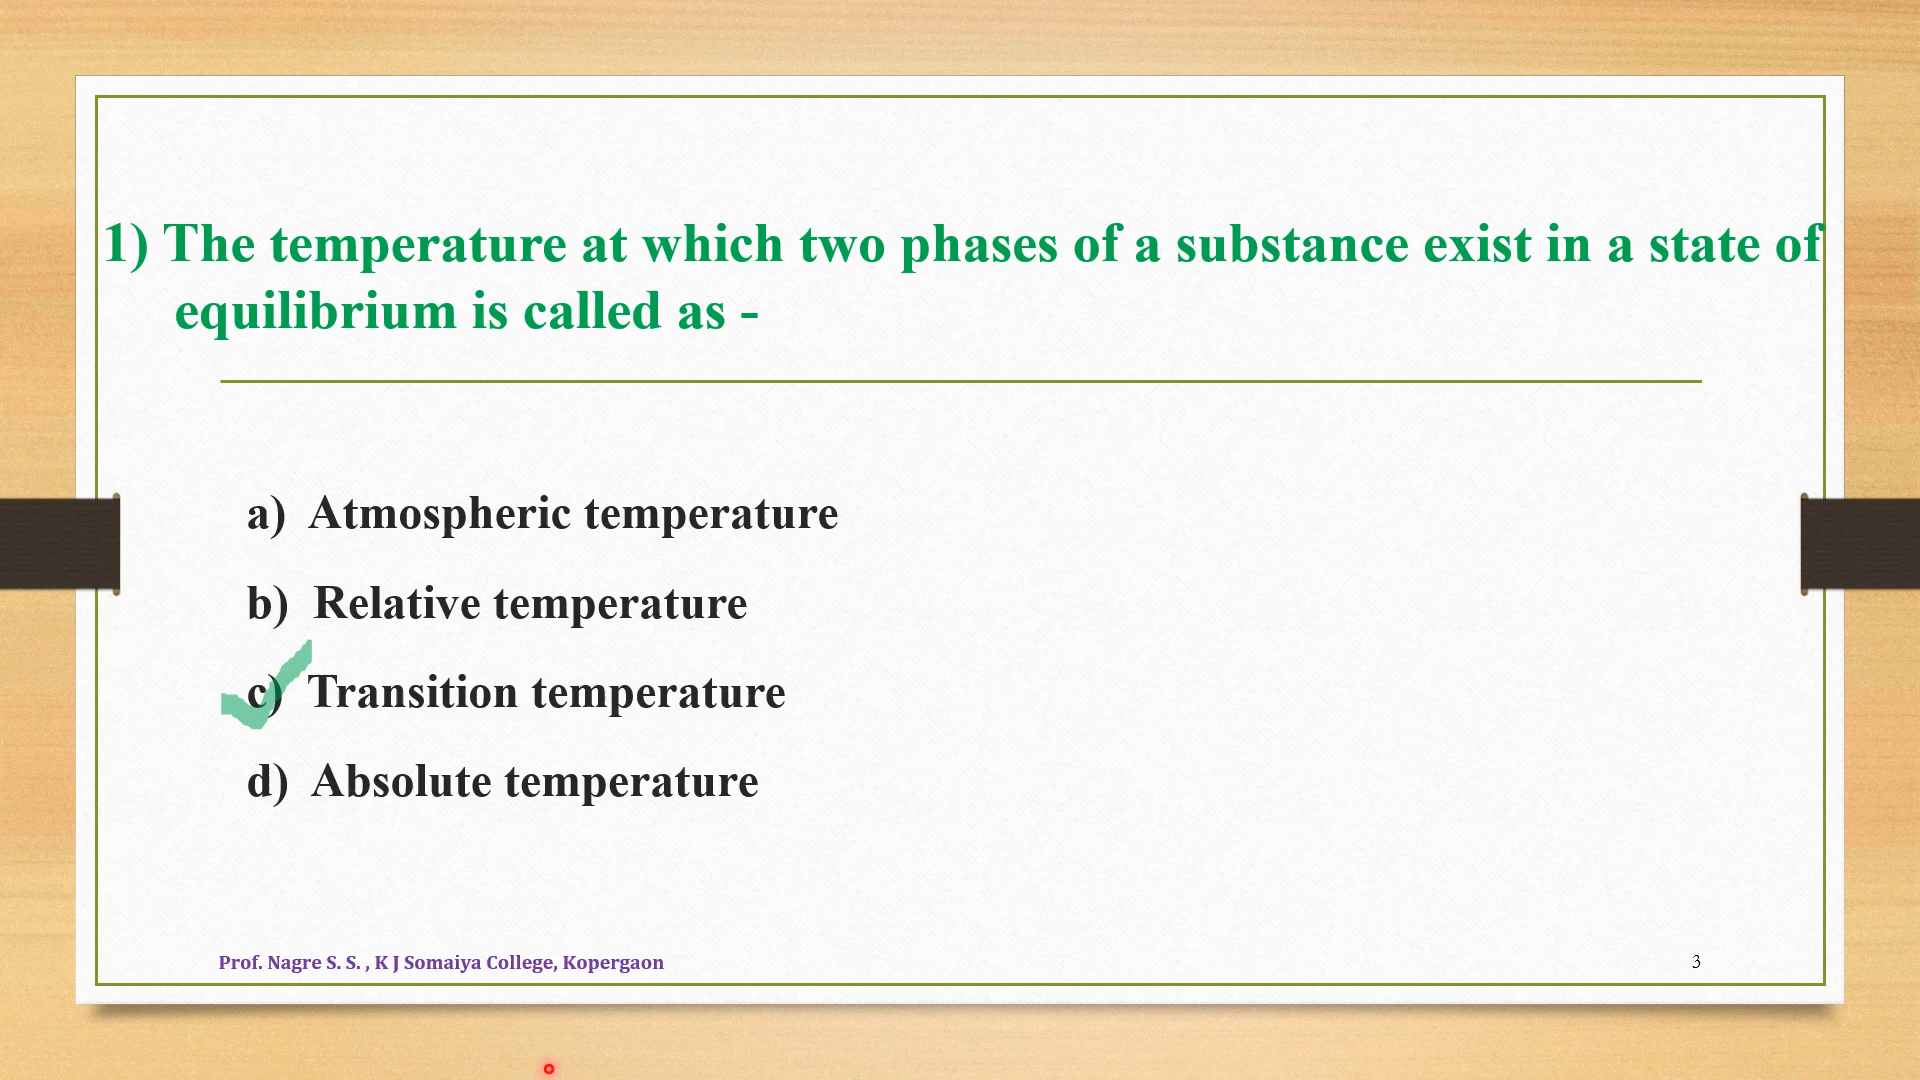 1) The temperature at which two phases of a substance exist in a state of
equilibrium is called as -
a) Atmospheric temperature
b) Relative temperature
c) Transition temperature
d) Absolute temperature
Prof. Nagre S. S. , K J Somaiya College, Kopergaon
3